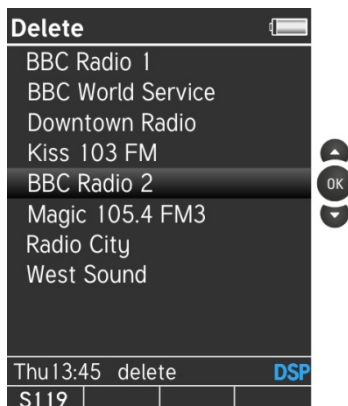 Delete
BBC Radio 1
BBC World Service
Downtown Radio
Kiss 103 FM
BBC Radio 2
OK
Magic 105.4 FM3
Radio City
West Sound
Thu13:45 delete DSP
S119